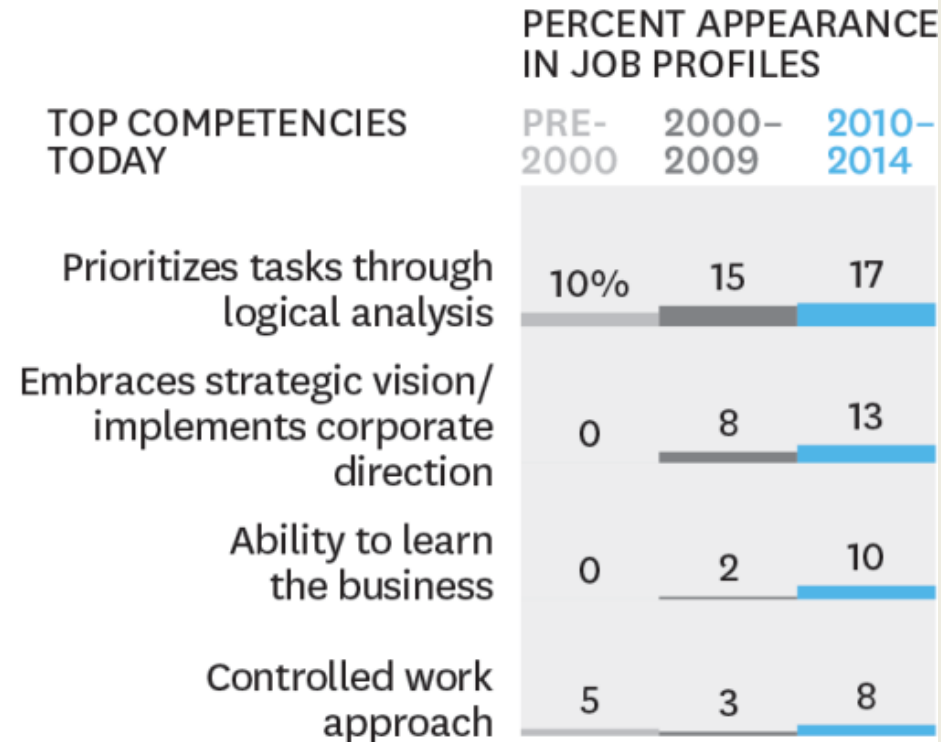 PERCENT APPEARANCE
IN JOB PROFILES
TOP COMPETENCIES
TODAY
PRE-
2000
2000–
2009
2010–
2014
Prioritizes tasks through
logical analysis
10% 15 17
Embraces strategic vision/
implements corporate
direction
0 8 13
Ability to learn
the business
0 2 10
Controlled work
approach
5 3 8